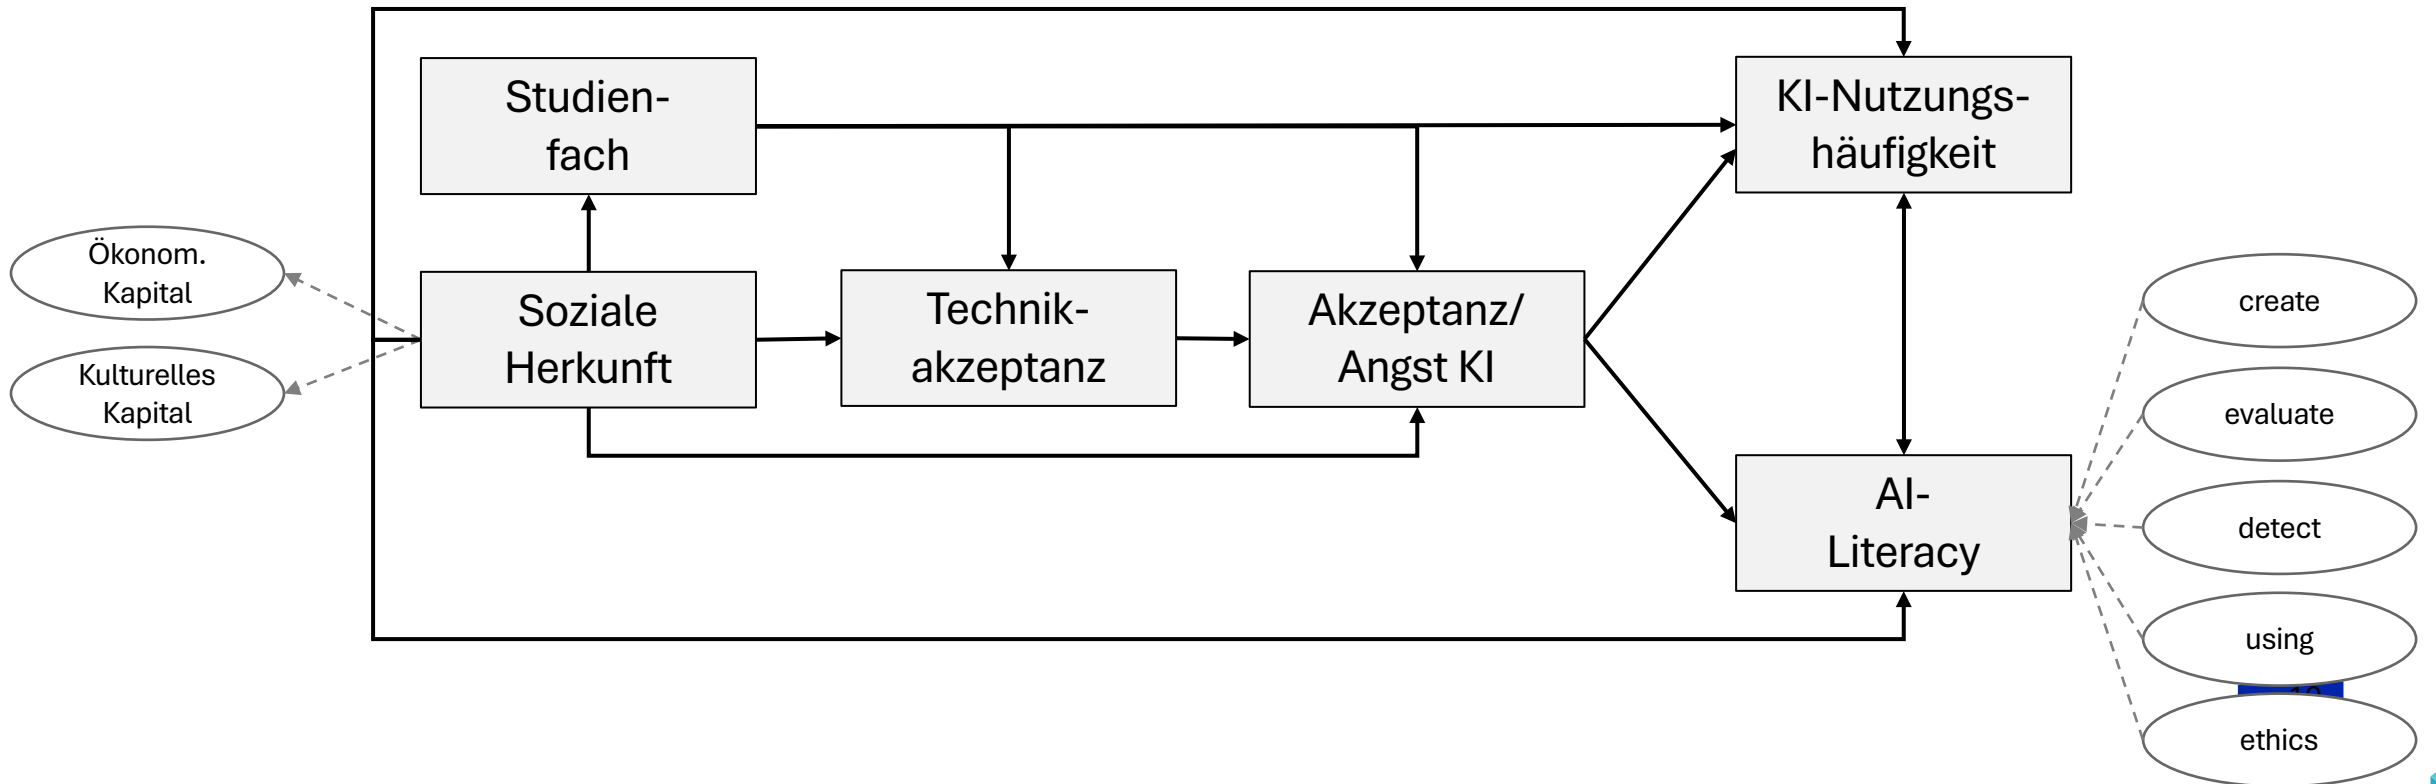 Studien-
fach
KI-Nutzungs-
häufigkeit
Ökonom.
Kapital
Kulturelles
Kapital
Soziale
Herkunft
Technik-
akzeptanz
Akzeptanz/
Angst KI
AI-
Literacy
create
evaluate
detect
using
ethics